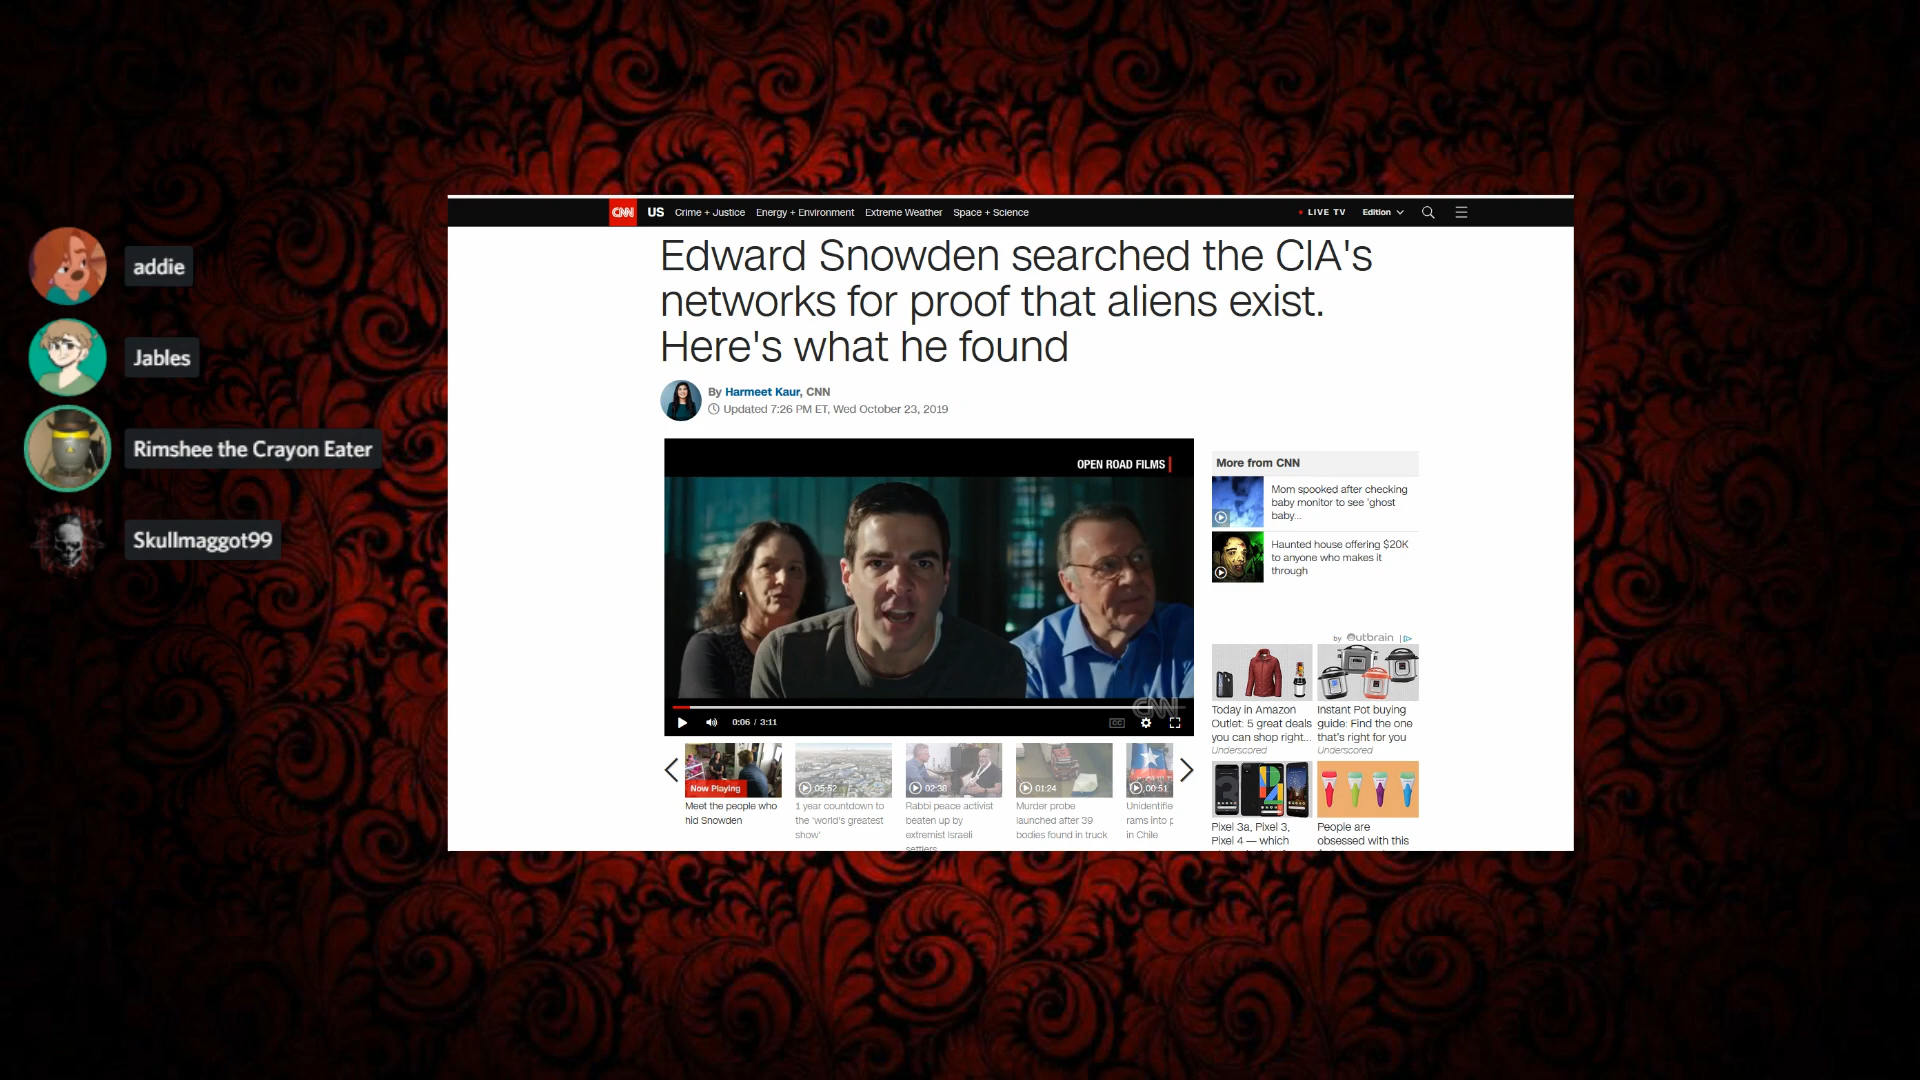 addie
Jables
Rimshee the Crayon Eater
Skullmaggot99
CNN US Crime + Justice Energy + Environment Extreme Weather Space + Science LIVE TV Edition
Edward Snowden searched the CIA's
networks for proof that aliens exist.
Here's what he found
By Harmeet Kaur, CNN
Updated 7:26 PM ET, Wed October 23, 2019
OPEN ROAD FILMS
CNN
0:06 / 3:11
CC
Now Playing
Meet the people who
hid Snowden
05:52
1 year countdown to
the 'world's greatest
show'
02:38
Rabbi peace activist
beaten up by
extremist Israeli
settlers
01:24
Murder probe
launched after 39
bodies found in truck
00:51
Unidentifie
rams into p
in Chile
More from CNN
Mom spooked after checking
baby monitor to see 'ghost
baby...
Haunted house offering $20K
to anyone who makes it
through
by Outbrain
Today in Amazon
Outlet: 5 great deals
you can shop right...
Underscored
Instant Pot buying
guide: Find the one
that's right for you
Underscored
Pixel 3a, Pixel 3,
Pixel 4 — which
People are
obsessed with this